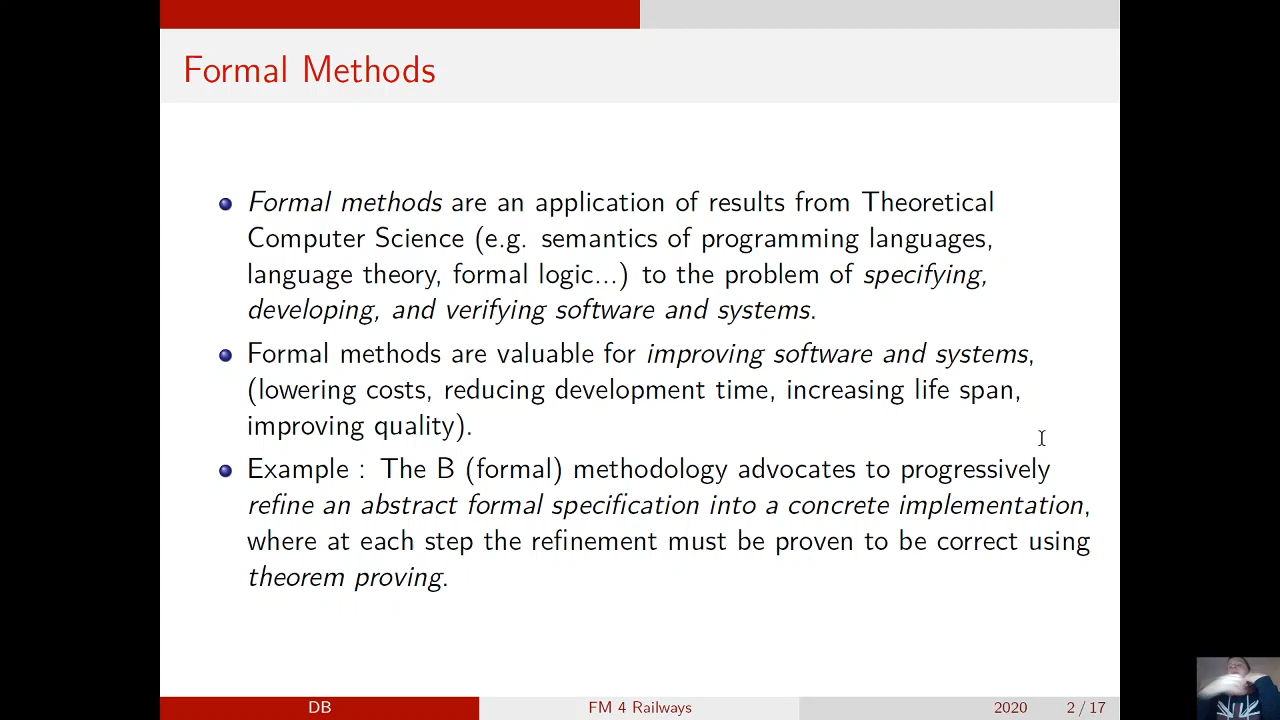 Formal Methods
Formal methods are an application of results from Theoretical
Computer Science (e.g. semantics of programming languages,
language theory, formal logic...) to the problem of specifying,
developing, and verifying software and systems.
Formal methods are valuable for improving software and systems,
(lowering costs, reducing development time, increasing life span,
improving quality).
Example : The B (formal) methodology advocates to progressively
refine an abstract formal specification into a concrete implementation,
where at each step the refinement must be proven to be correct using
theorem proving.
DB FM 4 Railways 2020 2 / 17